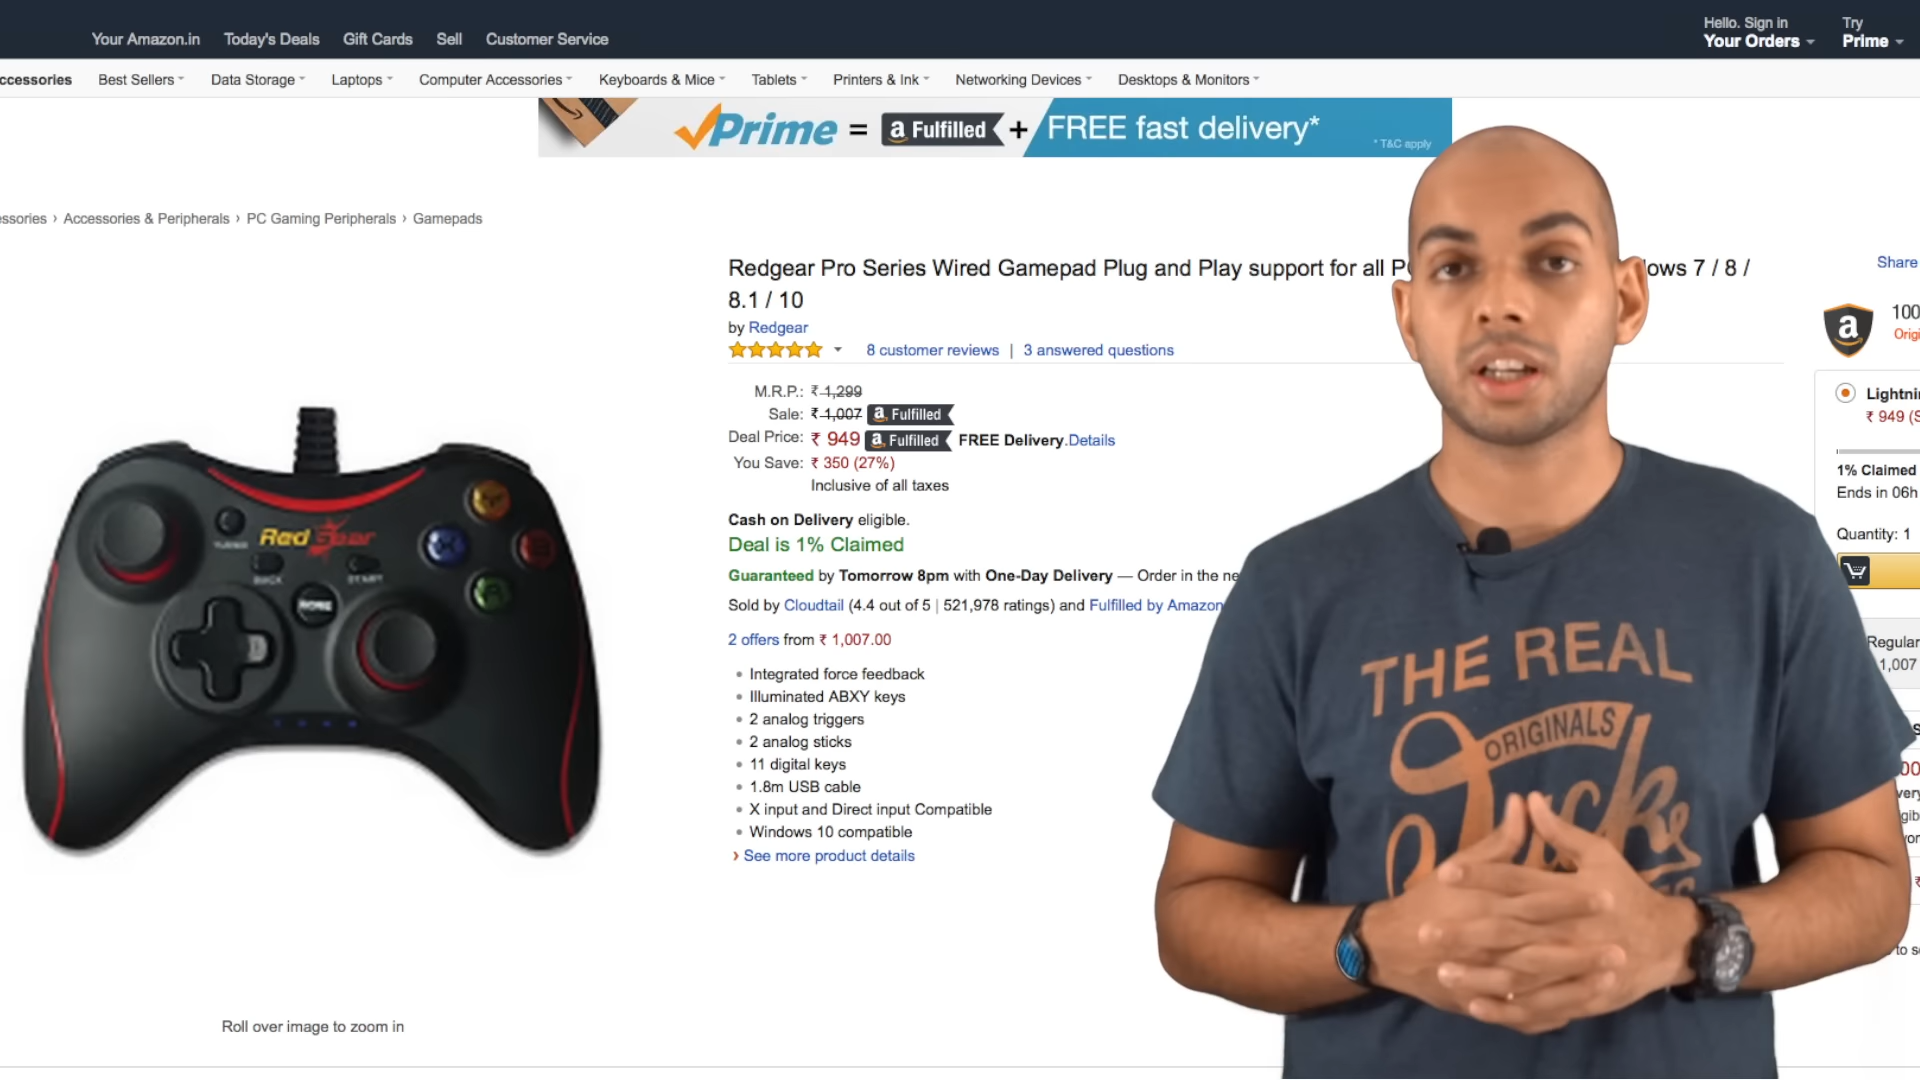 Your Amazon.in Today's Deals Gift Cards Sell Customer Service
Hello. Sign in
Your Orders
Try
Prime
Best Sellers Data Storage Laptops Computer Accessories Keyboards & Mice Tablets Printers & Ink Networking Devices Desktops & Monitors
Prime = a Fulfilled + FREE fast delivery*
* T&C apply
Accessories & Peripherals › PC Gaming Peripherals › Gamepads
Redgear Pro Series Wired Gamepad Plug and Play support for all 7 / 8 /
8.1 / 10
by Redgear
Share
8 customer reviews | 3 answered questions
100
M.R.P.: ₹ 1,299
Sale: ₹ 1,007 a Fulfilled
Deal Price: ₹ 949 a Fulfilled FREE Delivery.Details
You Save: ₹ 350 (27%)
Inclusive of all taxes
Cash on Delivery eligible.
Deal is 1% Claimed
Guaranteed by Tomorrow 8pm with One-Day Delivery — Order in the
Sold by Cloudtail (4.4 out of 5 | 521,978 ratings) and Fulfilled by Amazon
2 offers from ₹ 1,007.00
• Integrated force feedback
• Illuminated ABXY keys
• 2 analog triggers
• 2 analog sticks
• 11 digital keys
• 1.8m USB cable
• X input and Direct input Compatible
• Windows 10 compatible
› See more product details
₹ 949
1% Claimed
Ends in 06h
Quantity: 1
Regular
1,007
RedGear
TURBO
BACK
START
HOME
Roll over image to zoom in
THE REAL
ORIGINALS
Jack